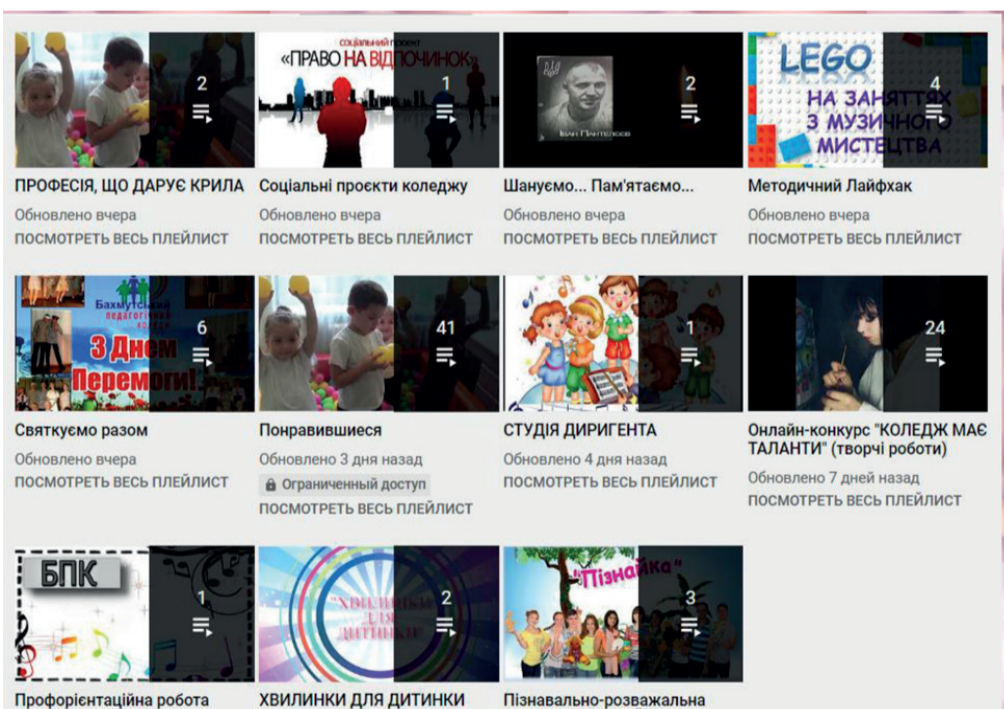 соціальний проект
«ПРАВО НА ВІДПОЧИНОК»
LEGO
НА ЗАНЯТТЯХ
З МУЗИЧНОГО
МИСТЕЦТВА
Іван Пантелєєв
2
1
2
4
ПРОФЕСІЯ, ЩО ДАРУЄ КРИЛА
Соціальні проєкти коледжу
Шануємо... Пам'ятаємо...
Методичний Лайфхак
Обновлено вчера
Обновлено вчера
Обновлено вчера
Обновлено вчера
ПОСМОТРЕТЬ ВЕСЬ ПЛЕЙЛИСТ
ПОСМОТРЕТЬ ВЕСЬ ПЛЕЙЛИСТ
ПОСМОТРЕТЬ ВЕСЬ ПЛЕЙЛИСТ
ПОСМОТРЕТЬ ВЕСЬ ПЛЕЙЛИСТ
Бахмутський
педагогічний
коледж
З Днем
Перемоги!
6
41
1
24
Святкуємо разом
Понравившиеся
СТУДІЯ ДИРИГЕНТА
Онлайн-конкурс "КОЛЕДЖ МАЄ
ТАЛАНТИ" (творчі роботи)
Обновлено вчера
Обновлено 3 дня назад
Обновлено 4 дня назад
Обновлено 7 дней назад
ПОСМОТРЕТЬ ВЕСЬ ПЛЕЙЛИСТ
Ограниченный доступ
ПОСМОТРЕТЬ ВЕСЬ ПЛЕЙЛИСТ
ПОСМОТРЕТЬ ВЕСЬ ПЛЕЙЛИСТ
ПОСМОТРЕТЬ ВЕСЬ ПЛЕЙЛИСТ
БПК
"ХВИЛИНКИ
ДЛЯ
ДИТИНКИ"
"Пізнайка"
1
2
3
Профорієнтаційна робота
ХВИЛИНКИ ДЛЯ ДИТИНКИ
Пізнавально-розважальна